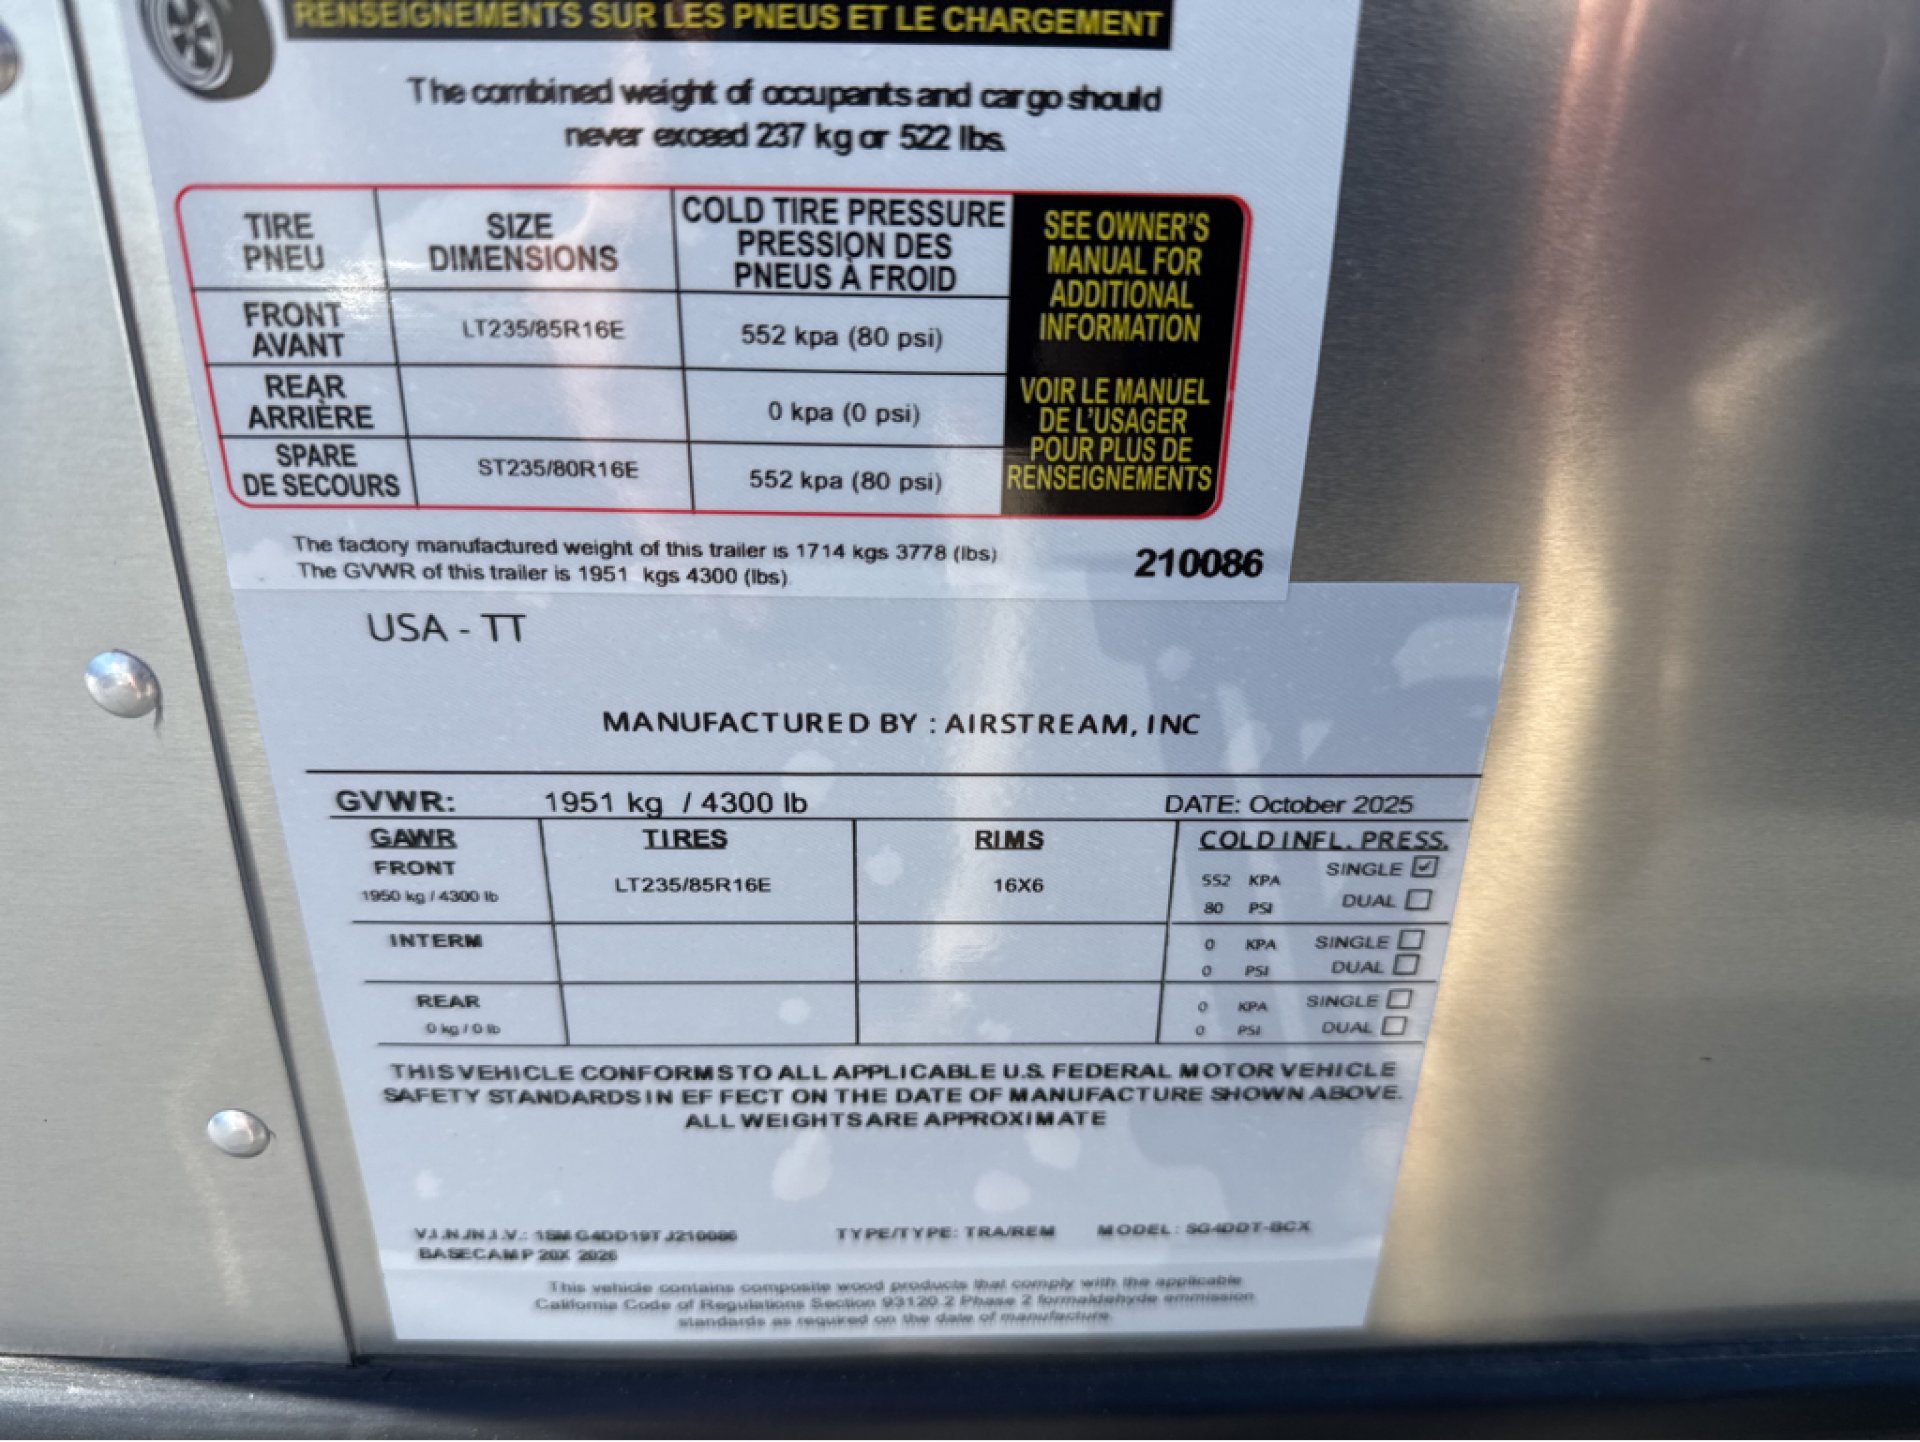 RENSEIGNEMENTS SUR LES PNEUS ET LE CHARGEMENT
The combined weight of occupants and cargo should
never exceed 237 kg or 522 lbs.
TIRE
PNEU
SIZE
DIMENSIONS
COLD TIRE PRESSURE
PRESSION DES
PNEUS À FROID
FRONT
AVANT
LT235/85R16E
552 kpa (80 psi)
REAR
ARRIÈRE
0 kpa (0 psi)
SPARE
DE SECOURS
ST235/80R16E
552 kpa (80 psi)
SEE OWNER'S
MANUAL FOR
ADDITIONAL
INFORMATION
VOIR LE MANUEL
DE L'USAGER
POUR PLUS DE
RENSEIGNEMENTS
The factory manufactured weight of this trailer is 1714 kgs 3778 (lbs)
The GVWR of this trailer is 1951 kgs 4300 (lbs)
210086
USA - TT
MANUFACTURED BY : AIRSTREAM, INC
GVWR: 1951 kg / 4300 lb DATE: October 2025
GAWR TIRES RIMS COLD INFL. PRESS.
FRONT
1950 kg / 4300 lb
LT235/85R16E
16X6
552 KPA SINGLE
80 PSI DUAL
INTERM
0 KPA SINGLE
0 PSI DUAL
REAR
0 kg / 0 lb
0 KPA SINGLE
0 PSI DUAL
THIS VEHICLE CONFORMS TO ALL APPLICABLE U.S. FEDERAL MOTOR VEHICLE
SAFETY STANDARDS IN EFFECT ON THE DATE OF MANUFACTURE SHOWN ABOVE.
ALL WEIGHTS ARE APPROXIMATE
V.I.N./N.I.V.: 1SMG4DD19TJ210086 TYPE/TYPE: TRA/REM MODEL: SG4DDT-BCX
BASECAMP 20X 2026
This vehicle contains composite wood products that comply with the applicable
California Code of Regulations Section 93120.2 Phase 2 formaldehyde emmission
standards as required on the date of manufacture.